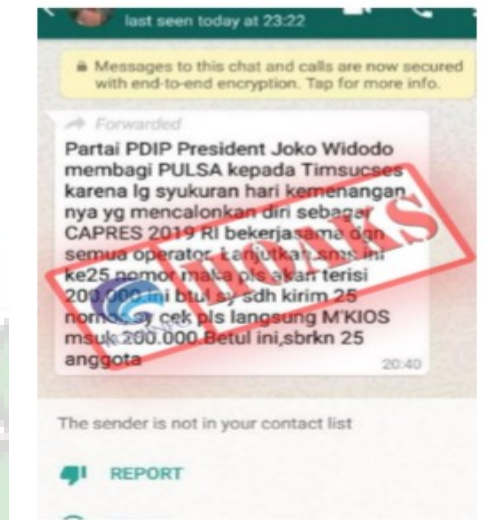 last seen today at 23:22
Messages to this chat and calls are now secured
with end-to-end encryption. Tap for more info.
Forwarded
Partai PDIP President Joko Widodo
membagi PULSA kepada Timsucses
karena lg syukuran hari kemenangan
nya yg mencalonkan diri sebagar
CAPRES 2019 RI bekerjasama dgn
semua operator, Lanjutkan sms ini
ke25 nomor maka pls akan terisi
200.000 ini btul sy sdh kirim 25
nomor sy cek pls langsung M'KIOS
msuk 200.000 Betul ini,sbrkn 25
anggota
20:40
HOAKS
The sender is not in your contact list
REPORT